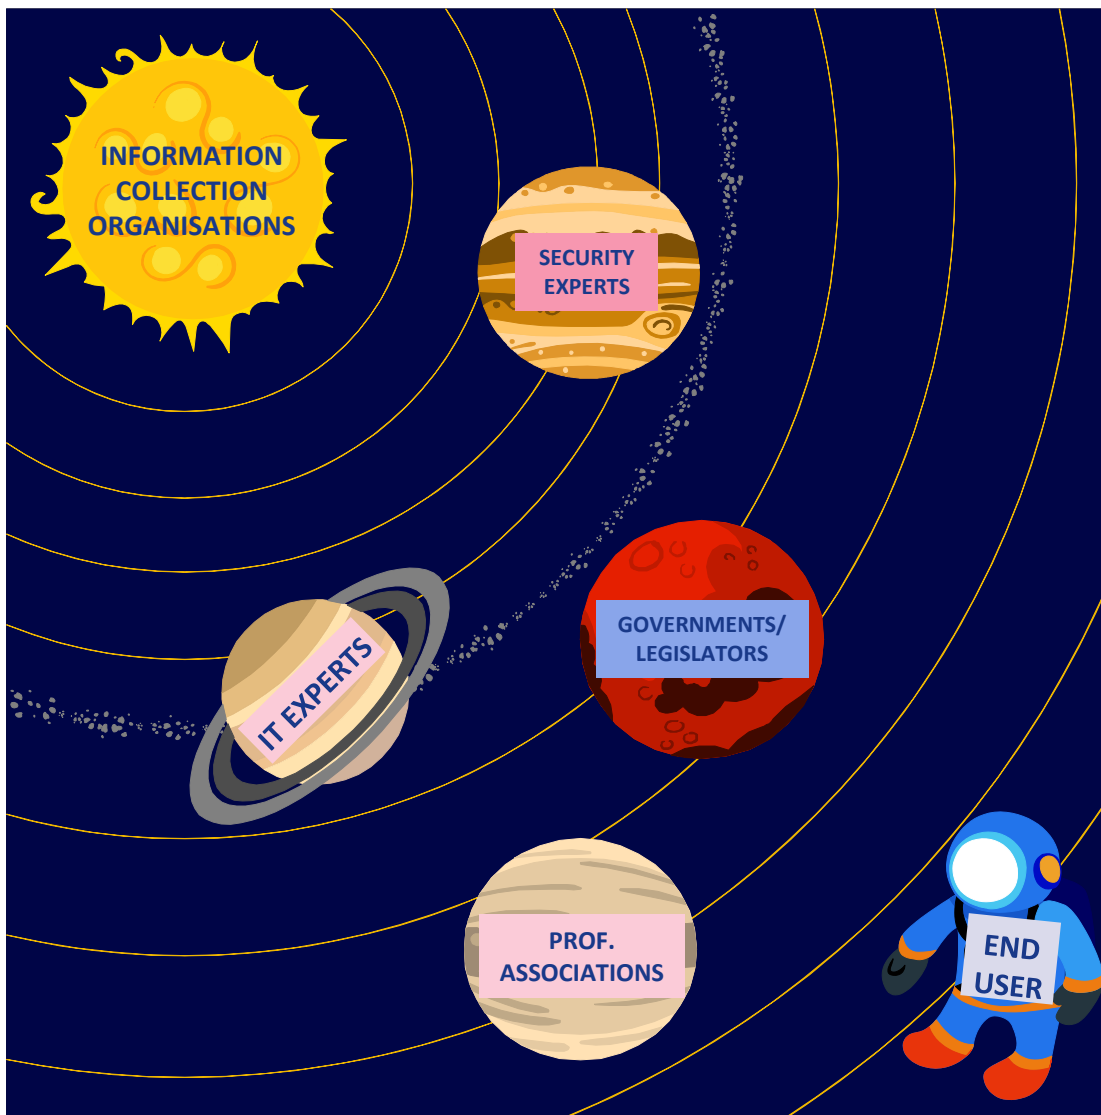 INFORMATION
COLLECTION
ORGANISATIONS
SECURITY
EXPERTS
GOVERNMENTS/
LEGISLATORS
IT EXPERTS
PROF.
ASSOCIATIONS
END
USER